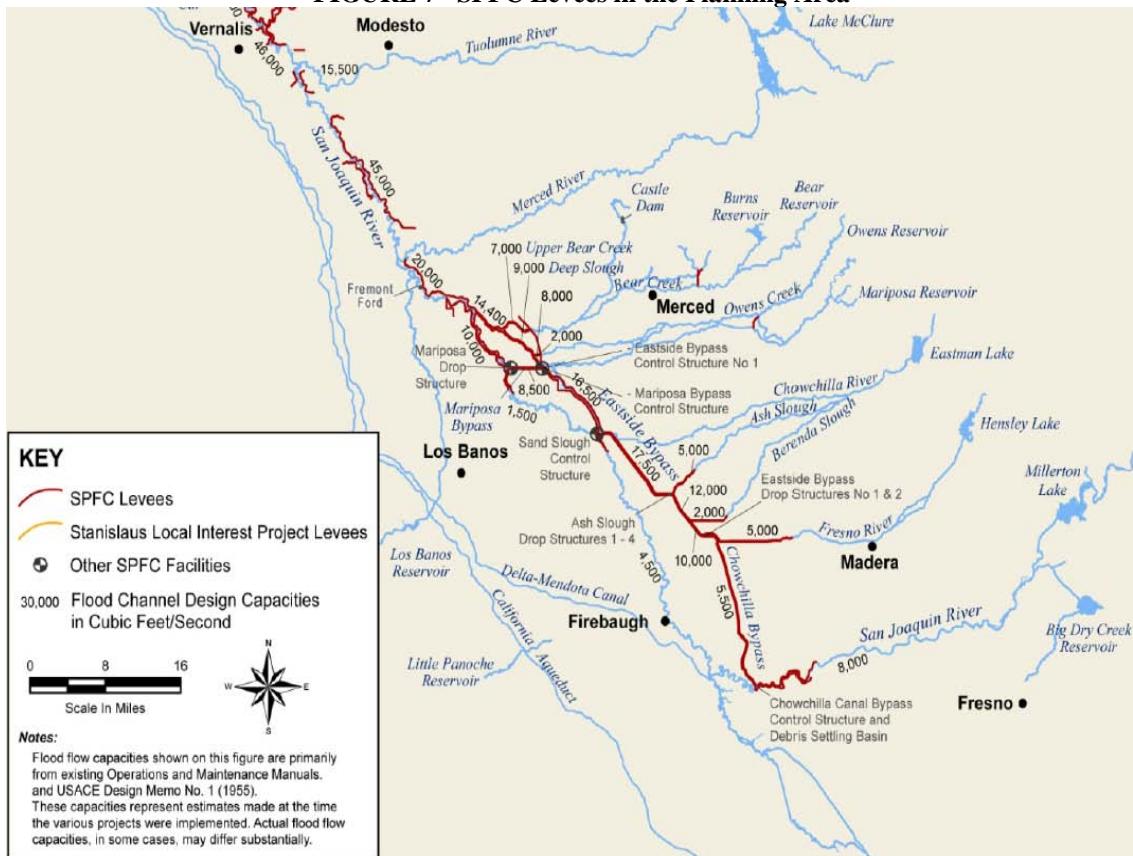 FIGURE 7 - SPFC Levees in the Planning Area
Vernalis
Modesto
Lake McClure
Tuolumne River
46,000
15,500
San Joaquin
River
45,000
Merced River
Castle
Dam
Burns
Reservoir
Bear
Reservoir
Owens Reservoir
7,000
Upper Bear Creek
9,000
Deep Slough
20,000
Fremont
Ford
14,400
8,000
Bear Creek
Merced
Owens Creek
Mariposa Reservoir
10,000
2,000
Mariposa
Drop
Structure
Eastside Bypass
Control Structure No 1
Eastman Lake
8,500
16,500
Mariposa Bypass
Control Structure
Chowchilla River
Mariposa
Bypass
1,500
Eastside Bypass
Ash Slough
Berenda Slough
Hensley Lake
Los Banos
Sand Slough
Control
Structure
17,500
5,000
Millerton
Lake
12,000
Eastside Bypass
Drop Structures No 1 & 2
2,000
Ash Slough
Drop Structures 1 - 4
5,000
Fresno River
10,000
Madera
Los Banos
Reservoir
Delta-Mendota Canal
4,500
Chowchilla Bypass
5,500
California
Aqueduct
Firebaugh
San Joaquin River
Big Dry Creek
Reservoir
Little Panoche
Reservoir
8,000
Chowchilla Canal Bypass
Control Structure and
Debris Settling Basin
Fresno
KEY
SPFC Levees
Stanislaus Local Interest Project Levees
Other SPFC Facilities
30,000 Flood Channel Design Capacities
in Cubic Feet/Second
0 8 16
Scale In Miles
N
W E
S
Notes:
Flood flow capacities shown on this figure are primarily
from existing Operations and Maintenance Manuals.
and USACE Design Memo No. 1 (1955).
These capacities represent estimates made at the time
the various projects were implemented. Actual flood flow
capacities, in some cases, may differ substantially.